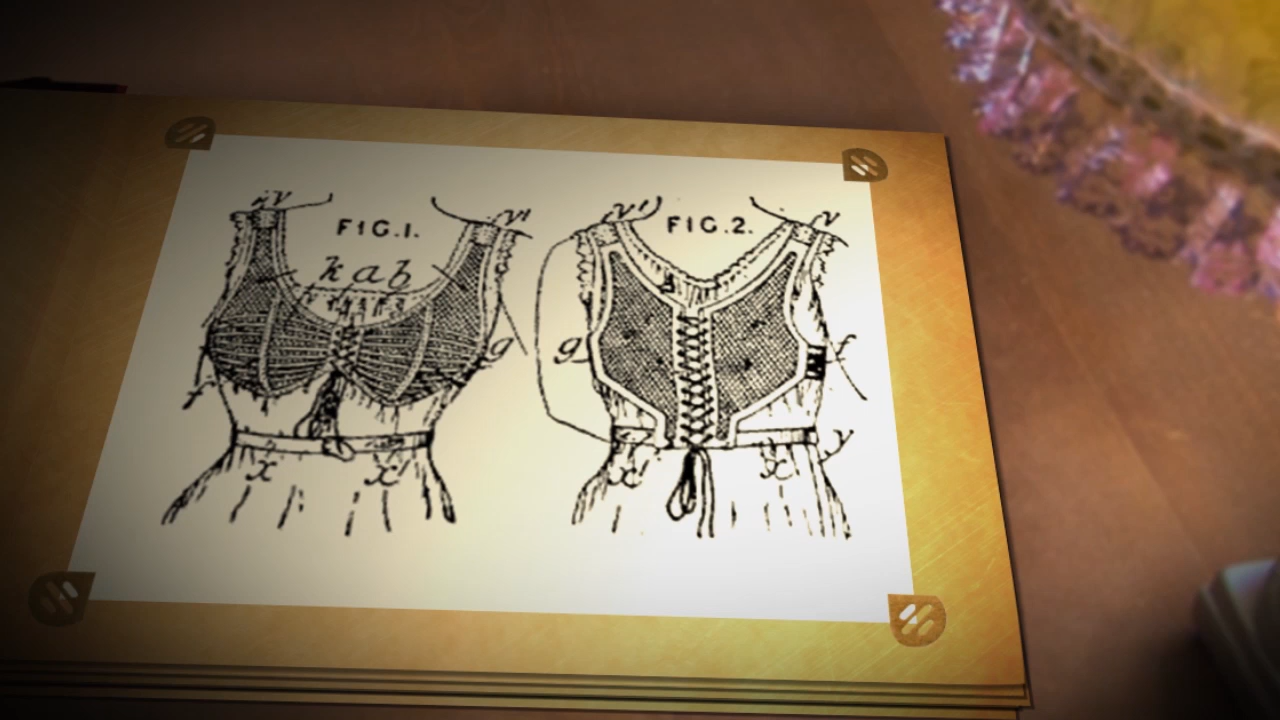 v v' FIG.1.
k a b
g
f
x x'
v' FIG.2. v
g f
y
x' x